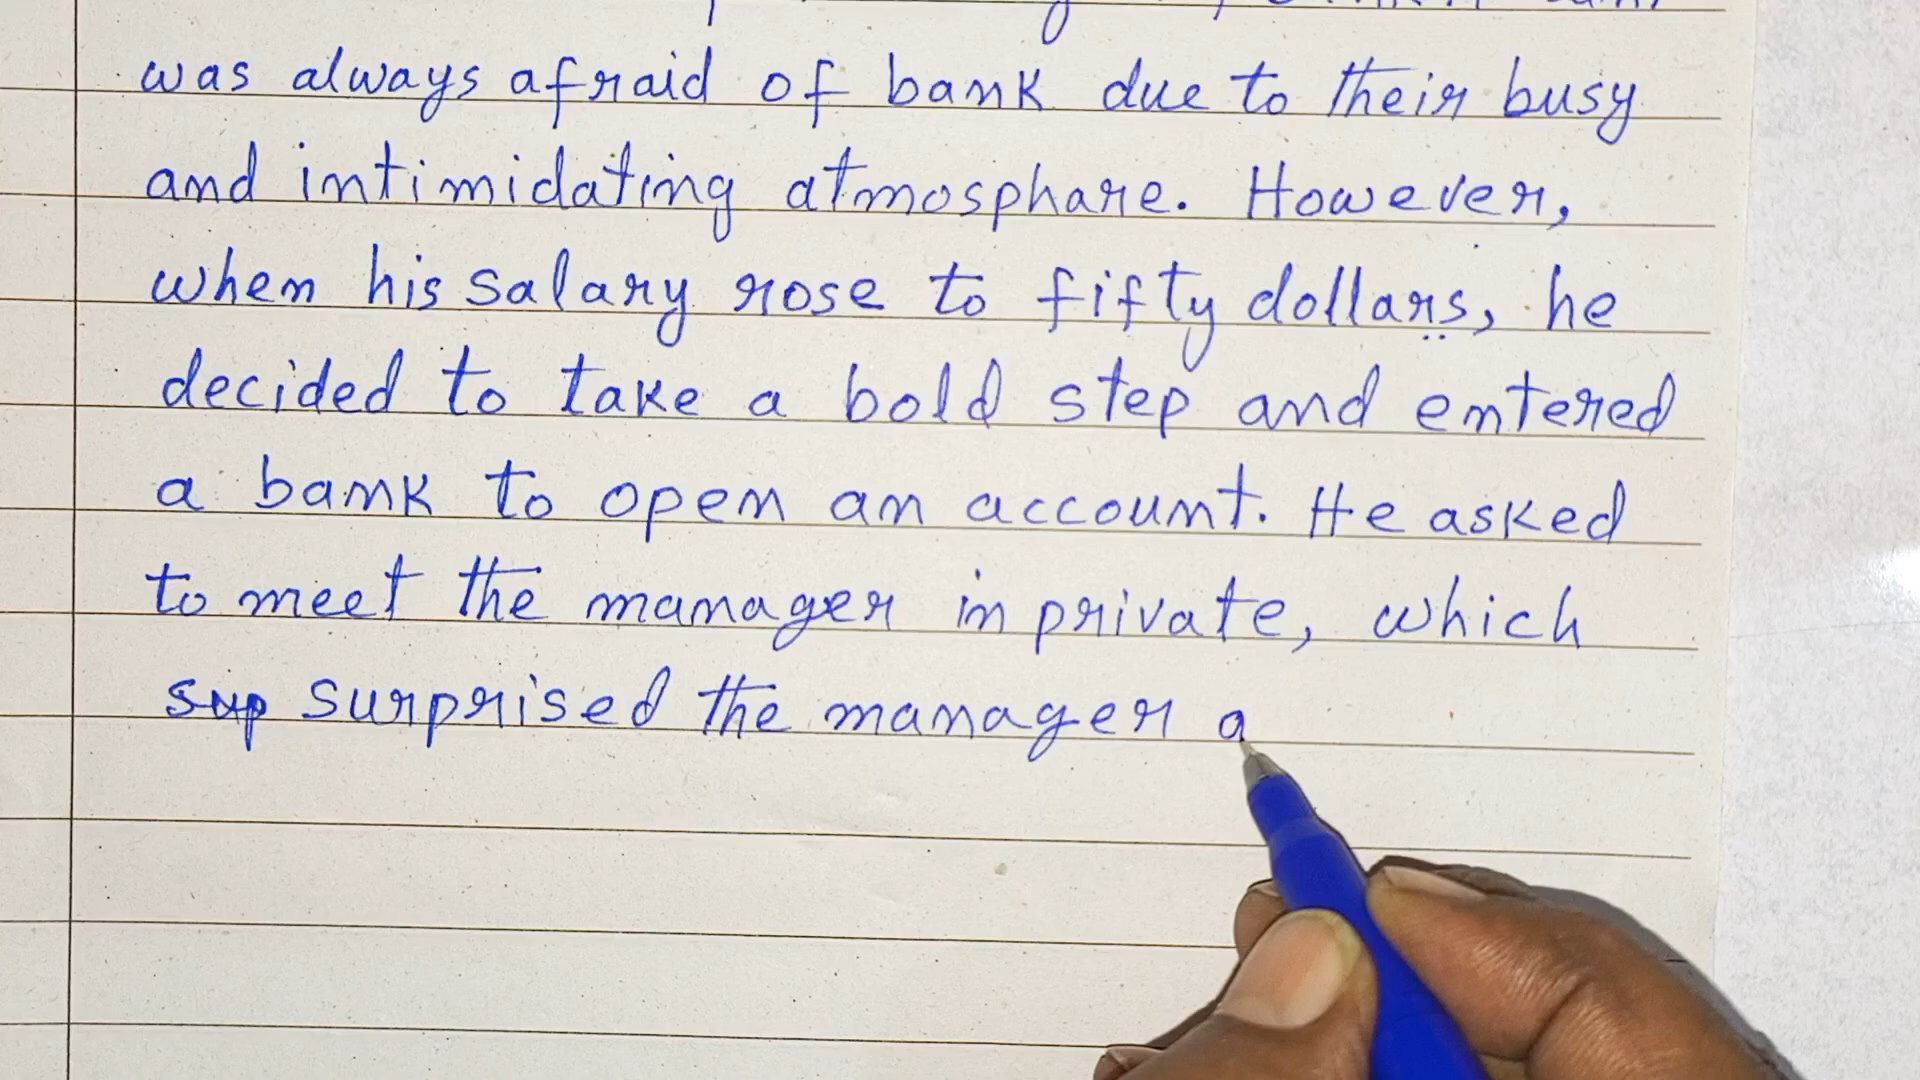 was always afraid of bank due to their busy
and intimidating atmosphare. However,
when his salary rose to fifty dollars, he
decided to take a bold step and entered
a bank to open an account. He asked
to meet the manager in private, which
sup surprised the manager a